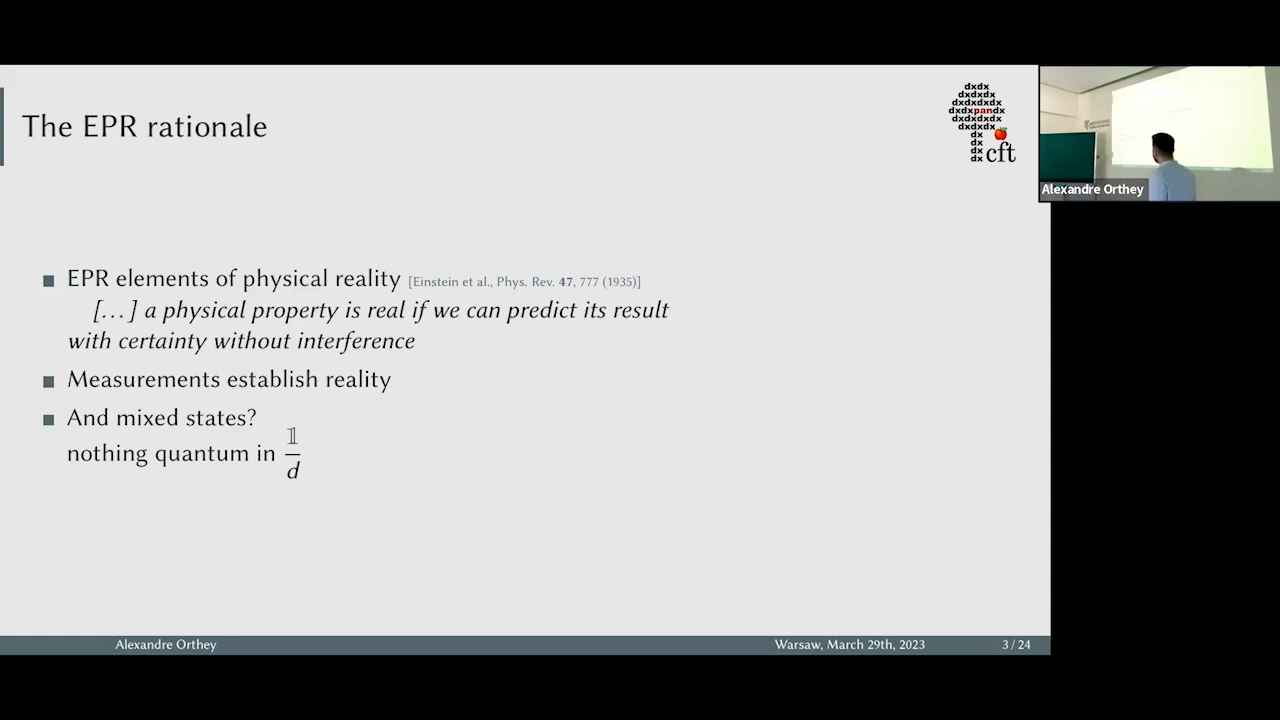 The EPR rationale
dxdx
dxdxdx
dxdxdxdx
dxdxpandx
dxdxdxdx
dxdxdx
dx
dx
dx
dx cft
Alexandre Orthey
EPR elements of physical reality [Einstein et al., Phys. Rev. 47, 777 (1935)]
[...] a physical property is real if we can predict its result
with certainty without interference
Measurements establish reality
And mixed states?
nothing quantum in 𝟙/d
Alexandre Orthey Warsaw, March 29th, 2023 3 / 24